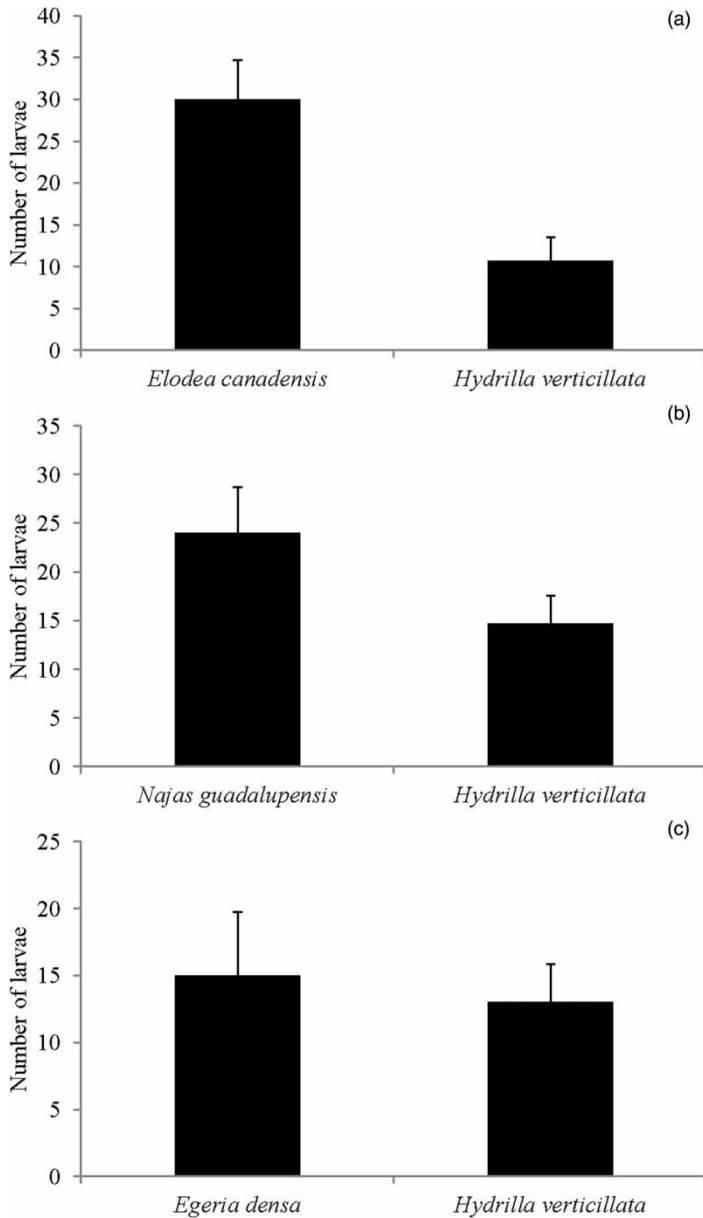 (a)
Number of larvae
40
35
30
25
20
15
10
5
0
Elodea canadensis Hydrilla verticillata
(b)
Number of larvae
35
30
25
20
15
10
5
0
Najas guadalupensis Hydrilla verticillata
(c)
Number of larvae
25
20
15
10
5
0
Egeria densa Hydrilla verticillata